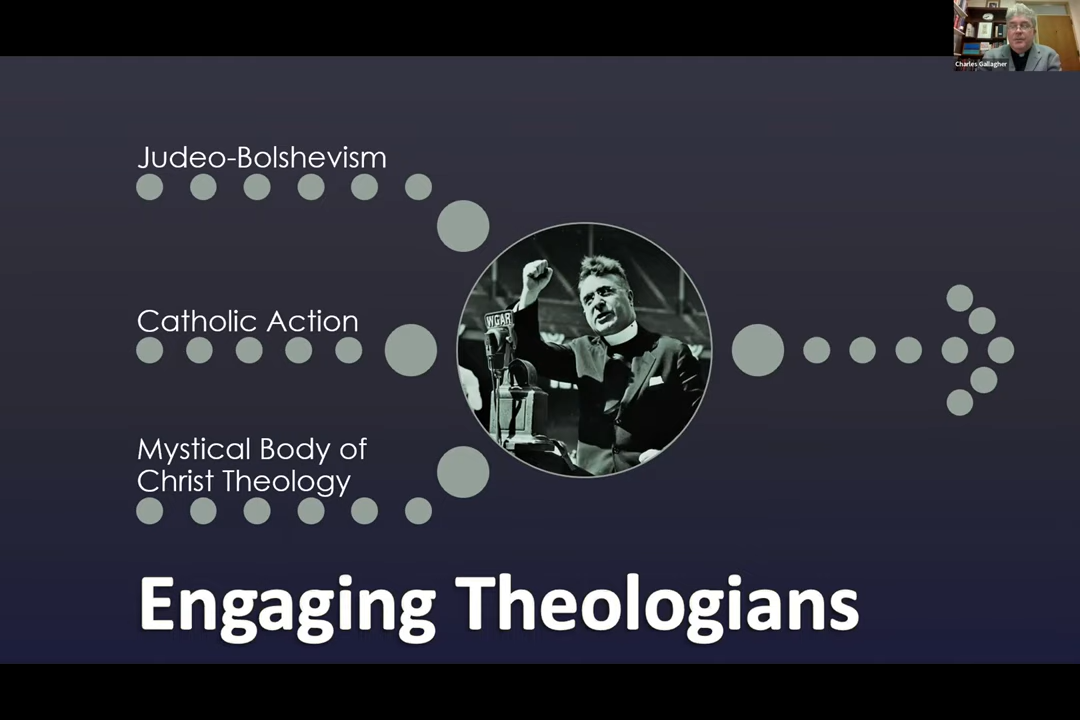 Charles Gallagher
Judeo-Bolshevism
Catholic Action
WGAR
Mystical Body of
Christ Theology
Engaging Theologians